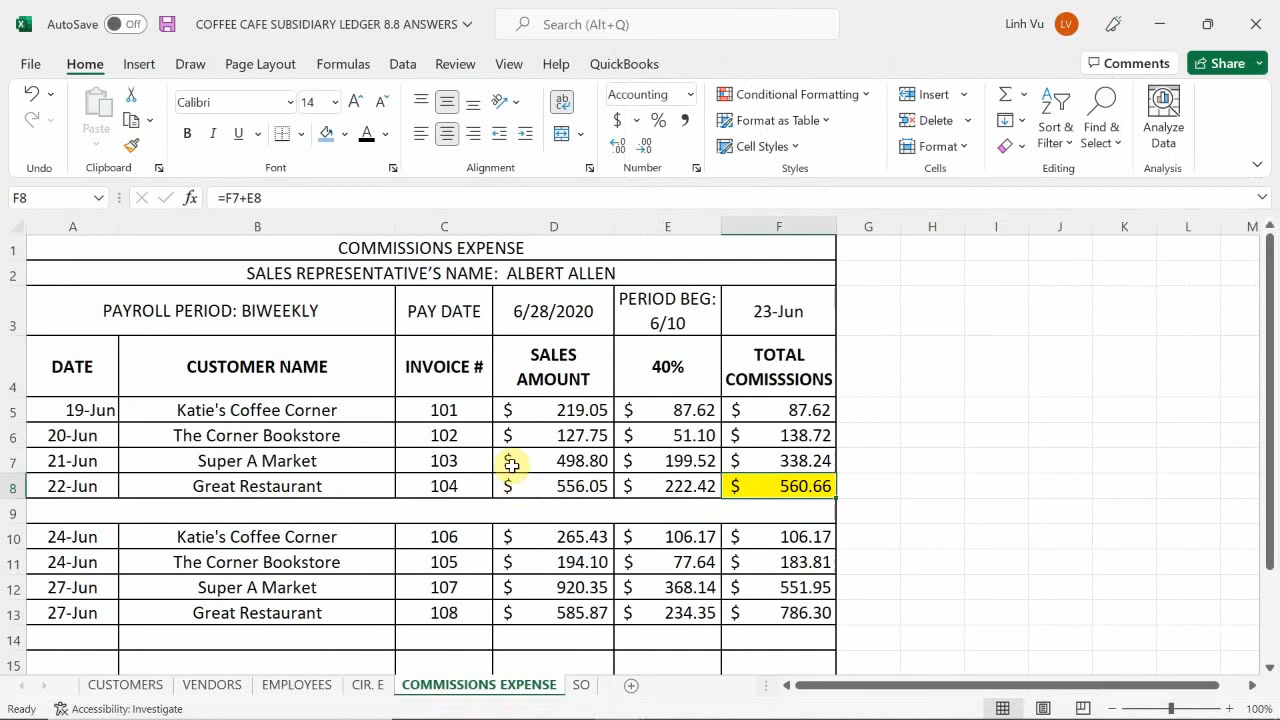 AutoSave Off COFFEE CAFE SUBSIDIARY LEDGER 8.8 ANSWERS Search (Alt+Q) Linh Vu LV
File Home Insert Draw Page Layout Formulas Data Review View Help QuickBooks Comments Share
Paste Calibri 14 A A Accounting Conditional Formatting Insert
B I U A $ % Format as Table Delete Sort & Filter Find & Select Analyze Data
Cell Styles Format
Undo Clipboard Font Alignment Number Styles Cells Editing Analysis
F8 fx =F7+E8
A B C D E F G H I J K L M
1 COMMISSIONS EXPENSE
2 SALES REPRESENTATIVE'S NAME: ALBERT ALLEN
3 PAYROLL PERIOD: BIWEEKLY PAY DATE 6/28/2020 PERIOD BEG: 6/10 23-Jun
4 DATE CUSTOMER NAME INVOICE # SALES AMOUNT 40% TOTAL COMISSSIONS
5 19-Jun Katie's Coffee Corner 101 $ 219.05 $ 87.62 $ 87.62
6 20-Jun The Corner Bookstore 102 $ 127.75 $ 51.10 $ 138.72
7 21-Jun Super A Market 103 $ 498.80 $ 199.52 $ 338.24
8 22-Jun Great Restaurant 104 $ 556.05 $ 222.42 $ 560.66
9
10 24-Jun Katie's Coffee Corner 106 $ 265.43 $ 106.17 $ 106.17
11 24-Jun The Corner Bookstore 105 $ 194.10 $ 77.64 $ 183.81
12 27-Jun Super A Market 107 $ 920.35 $ 368.14 $ 551.95
13 27-Jun Great Restaurant 108 $ 585.87 $ 234.35 $ 786.30
14
15
CUSTOMERS VENDORS EMPLOYEES CIR. E COMMISSIONS EXPENSE SO
Ready Accessibility: Investigate 100%